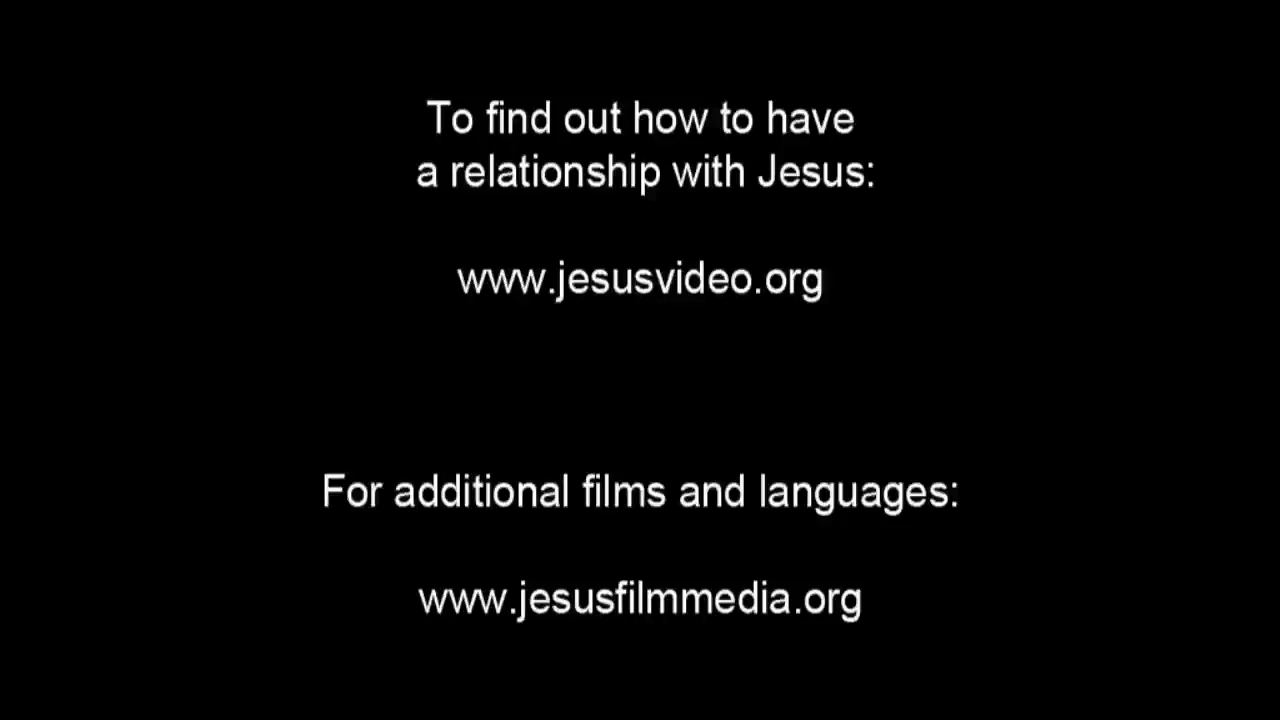 To find out how to have
a relationship with Jesus:
www.jesusvideo.org
For additional films and languages:
www.jesusfilmmedia.org